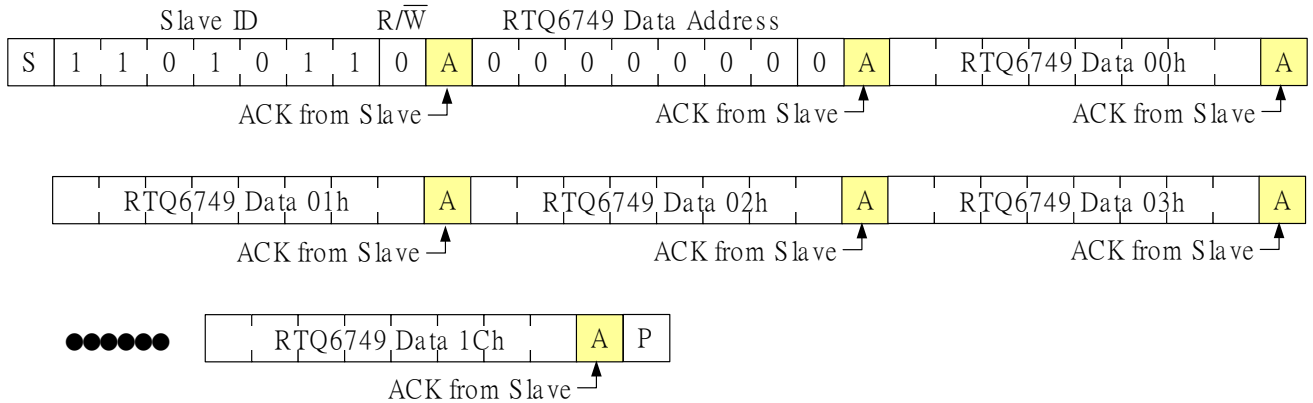 Slave ID R/W̅ RTQ6749 Data Address
S 1 1 0 1 0 1 1 0 A 0 0 0 0 0 0 0 0 A RTQ6749 Data 00h A
ACK from Slave ACK from Slave ACK from Slave
RTQ6749 Data 01h A RTQ6749 Data 02h A RTQ6749 Data 03h A
ACK from Slave ACK from Slave ACK from Slave
RTQ6749 Data 1Ch A P
ACK from Slave